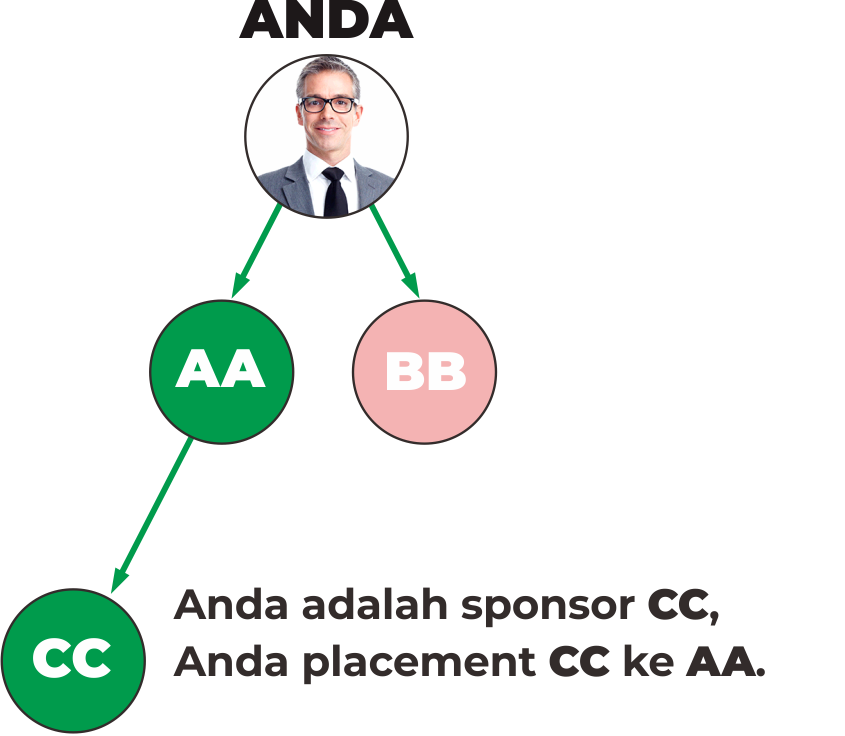 ANDA
AA
BB
CC
Anda adalah sponsor CC,
Anda placement CC ke AA.